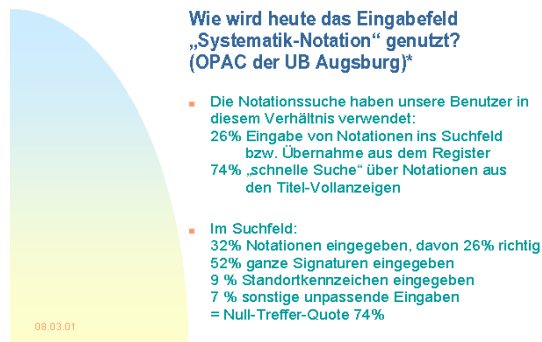 Wie wird heute das Eingabefeld
„Systematik-Notation“ genutzt?
(OPAC der UB Augsburg)*
Die Notationssuche haben unsere Benutzer in
diesem Verhältnis verwendet:
26% Eingabe von Notationen ins Suchfeld
bzw. Übernahme aus dem Register
74% „schnelle Suche“ über Notationen aus
den Titel-Vollanzeigen
Im Suchfeld:
32% Notationen eingegeben, davon 26% richtig
52% ganze Signaturen eingegeben
9 % Standortkennzeichen eingegeben
7 % sonstige unpassende Eingaben
= Null-Treffer-Quote 74%
08.03.01